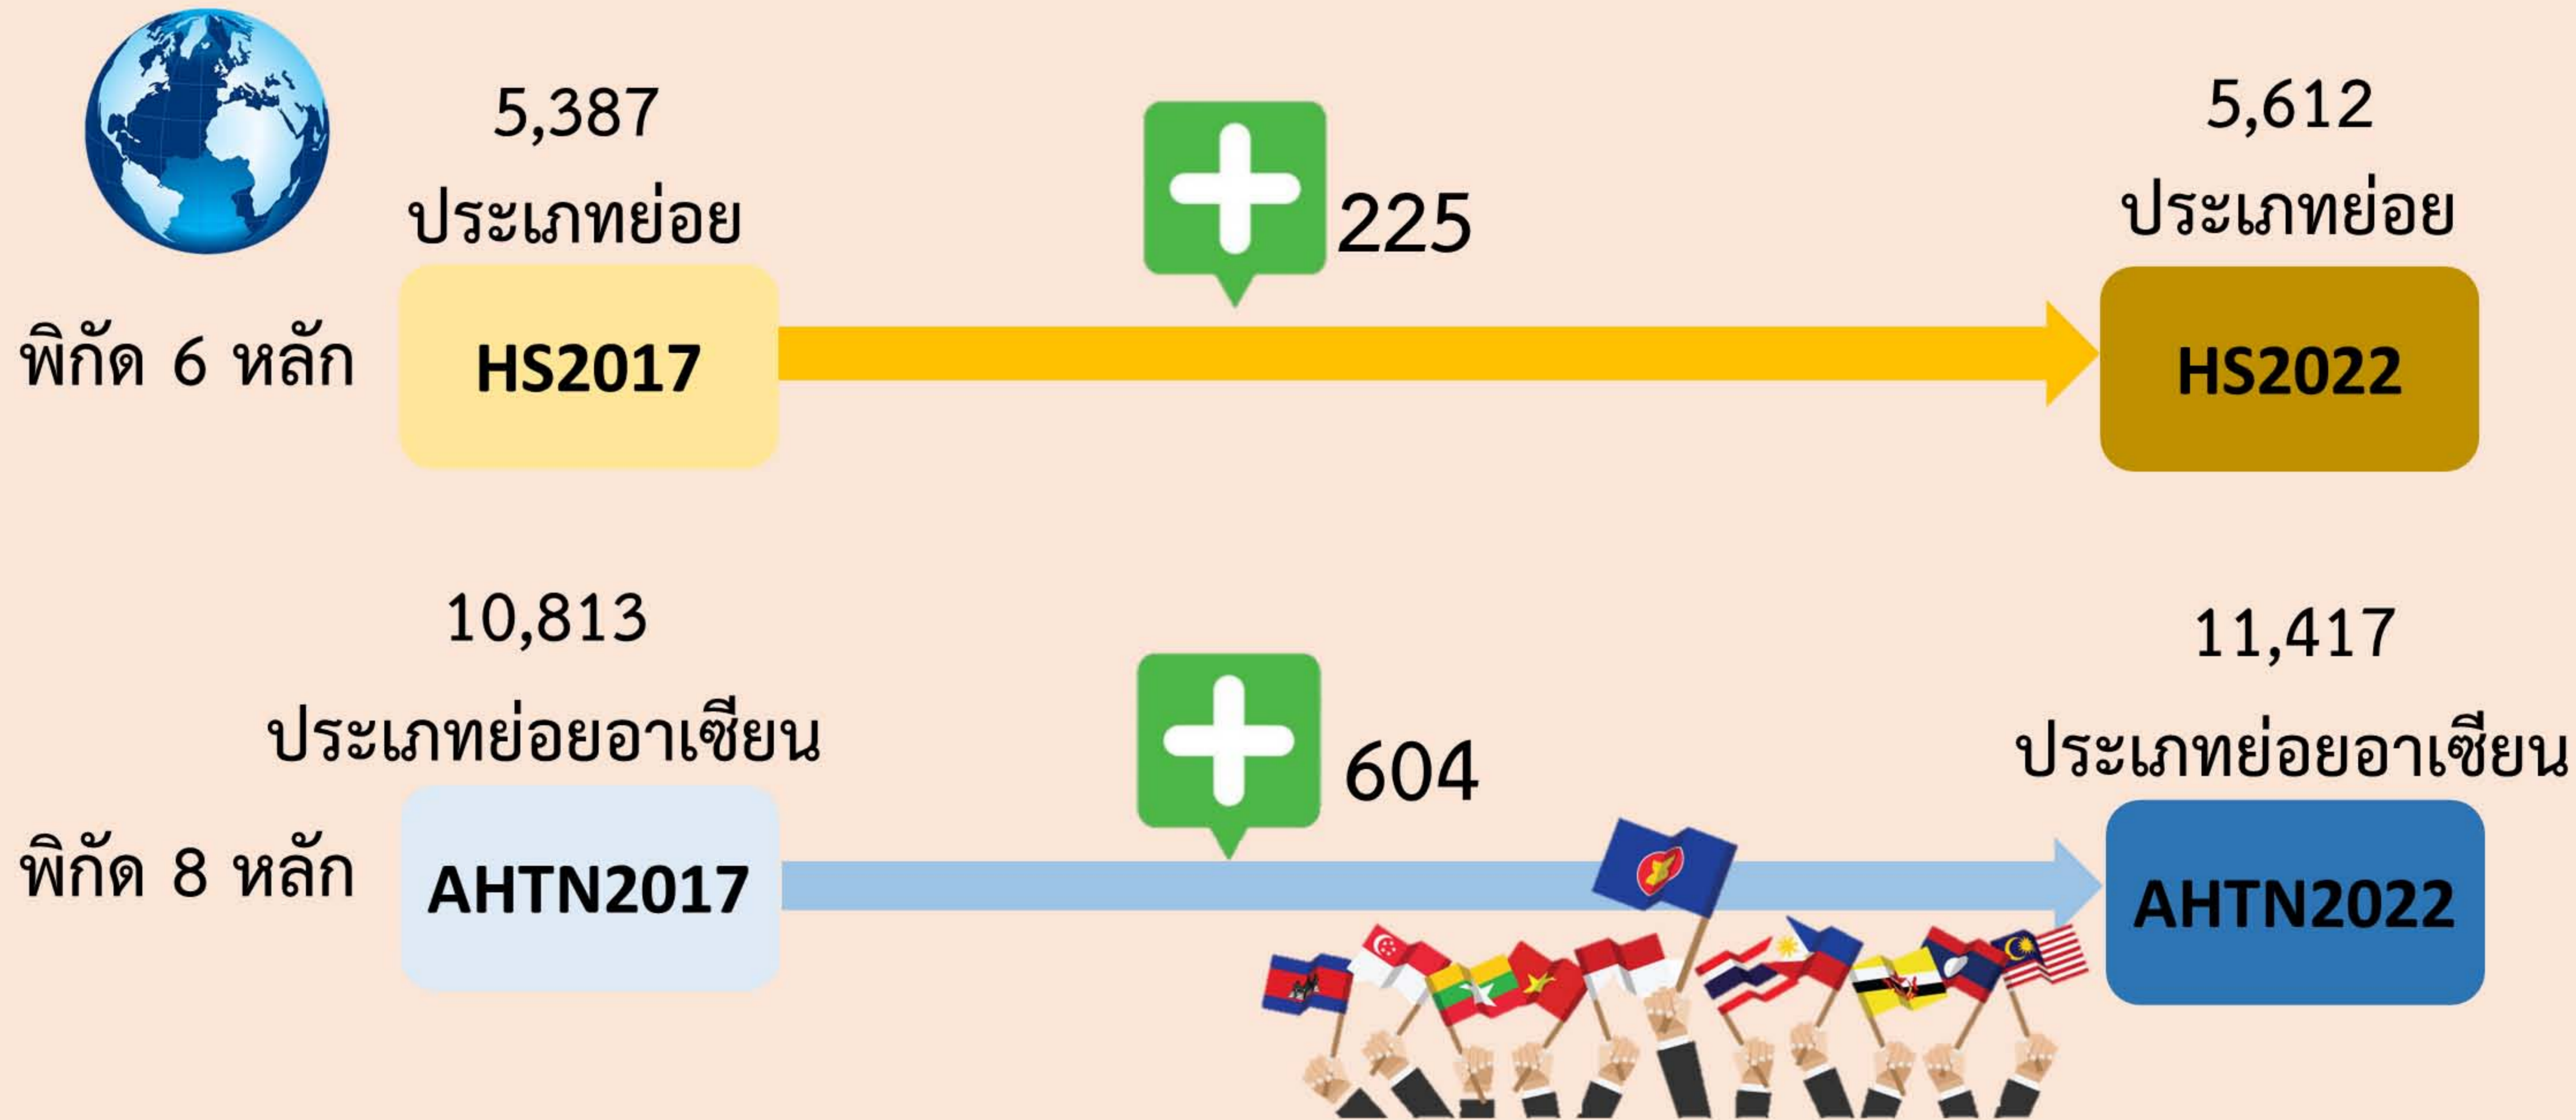 5,387
ประเภทย่อย
225
5,612
ประเภทย่อย
พิกัด 6 หลัก
HS2017
HS2022
10,813
ประเภทย่อยอาเซียน
604
11,417
ประเภทย่อยอาเซียน
พิกัด 8 หลัก
AHTN2017
AHTN2022